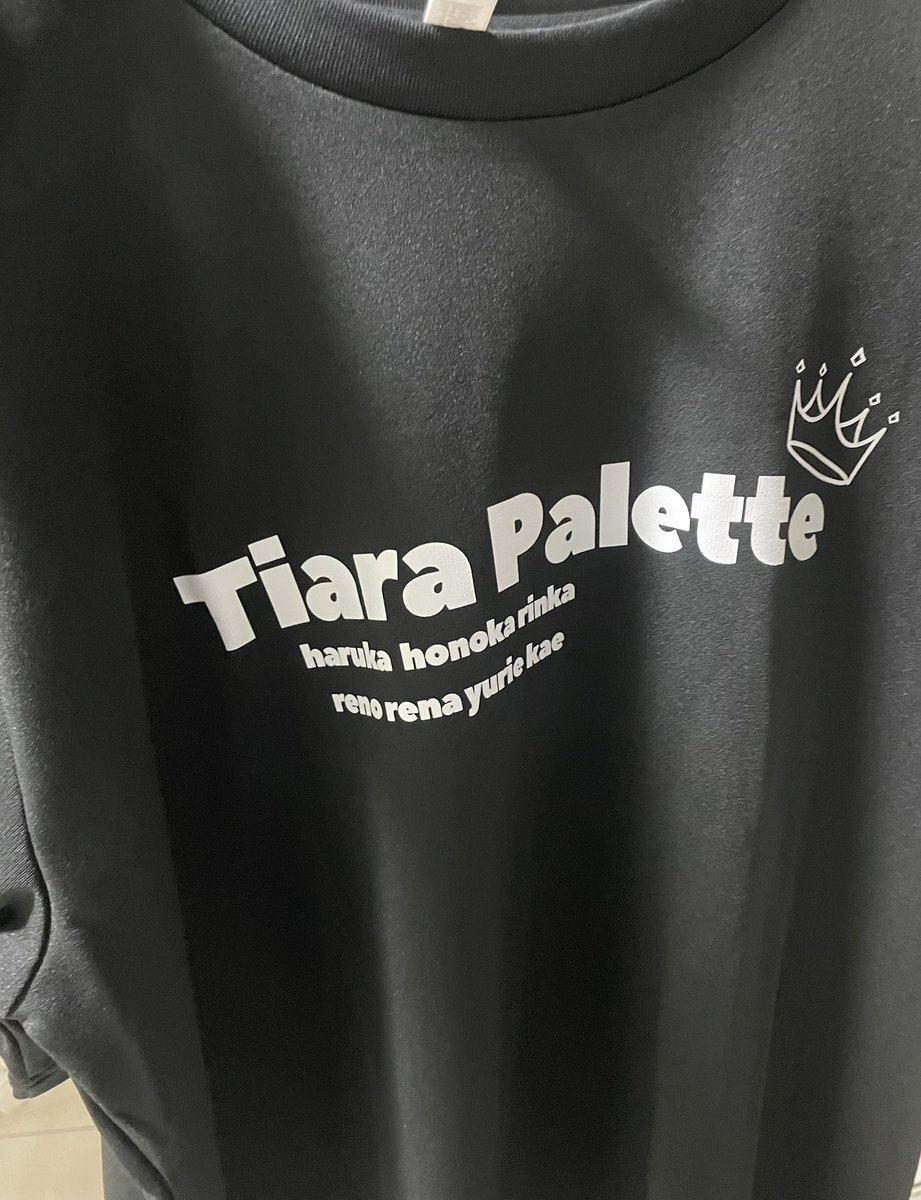 Tiara Palette
haruka honoka rinka
reno rena yurie kae